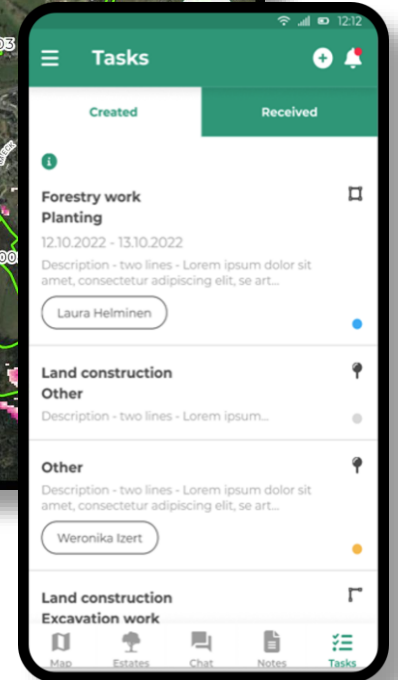 03
00
12:12
Tasks
Created
Received
Forestry work
Planting
12.10.2022 - 13.10.2022
Description - two lines - Lorem ipsum dolor sit
amet, consectetur adipiscing elit, se art...
Laura Helminen
Land construction
Other
Description - two lines - Lorem ipsum...
Other
Description - two lines - Lorem ipsum dolor sit
amet, consectetur adipiscing elit, se art...
Weronika Izert
Land construction
Excavation work
Map
Estates
Chat
Notes
Tasks